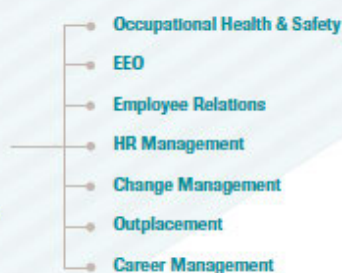 Occupational Health & Safety
EEO
Employee Relations
HR Management
Change Management
Outplacement
Career Management